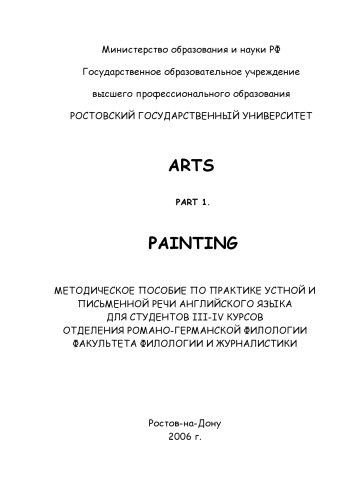 Министерство образования и науки РФ
Государственное образовательное учреждение
высшего профессионального образования
РОСТОВСКИЙ ГОСУДАРСТВЕННЫЙ УНИВЕРСИТЕТ
ARTS
PART 1.
PAINTING
МЕТОДИЧЕСКОЕ ПОСОБИЕ ПО ПРАКТИКЕ УСТНОЙ И
ПИСЬМЕННОЙ РЕЧИ АНГЛИЙСКОГО ЯЗЫКА
ДЛЯ СТУДЕНТОВ III-IV КУРСОВ
ОТДЕЛЕНИЯ РОМАНО-ГЕРМАНСКОЙ ФИЛОЛОГИИ
ФАКУЛЬТЕТА ФИЛОЛОГИИ И ЖУРНАЛИСТИКИ
Ростов-на-Дону
2006 г.